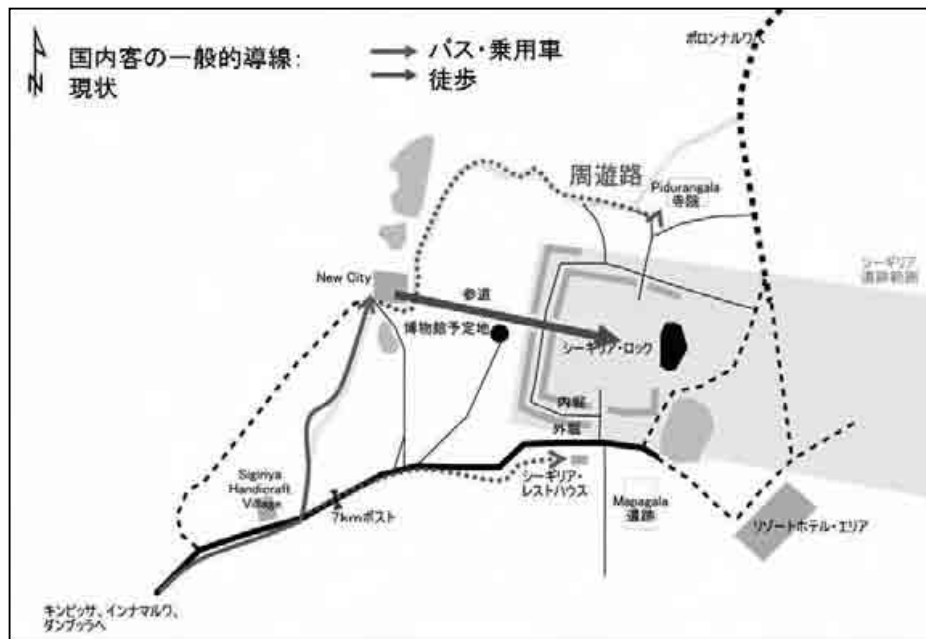 国内客の一般的導線:
現状
N
バス・乗用車
徒歩
ポロンナルワへ
周遊路
Pidurangala
寺院
シーギリア
遺跡範囲
New City
参道
博物館予定地
シーギリア・ロック
内堀
外堀
Sigiriya
Handicraft
Village
7kmポスト
シーギリア・
レストハウス
Mapagala
遺跡
リゾートホテル・エリア
キンビッサ、イナマルワ、
ダンブッラへ